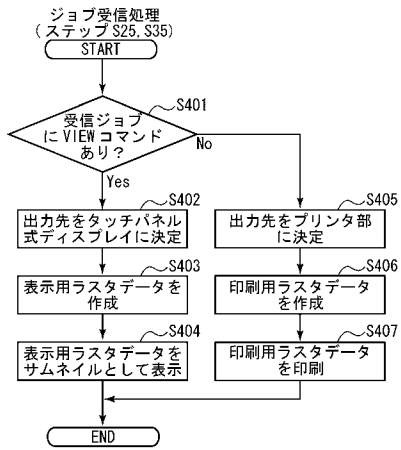 ジョブ受信処理
(ステップS25, S35)
START
S401
受信ジョブ
にVIEWコマンド
あり？
No
Yes
S402
出力先をタッチパネル
式ディスプレイに決定
S403
表示用ラスタデータを
作成
S404
表示用ラスタデータを
サムネイルとして表示
S405
出力先をプリンタ部
に決定
S406
印刷用ラスタデータ
を作成
S407
印刷用ラスタデータ
を印刷
END